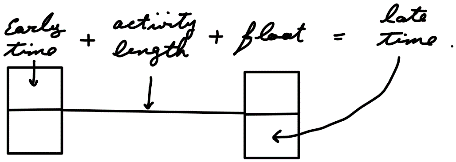 Early time + activity length + float = late time.